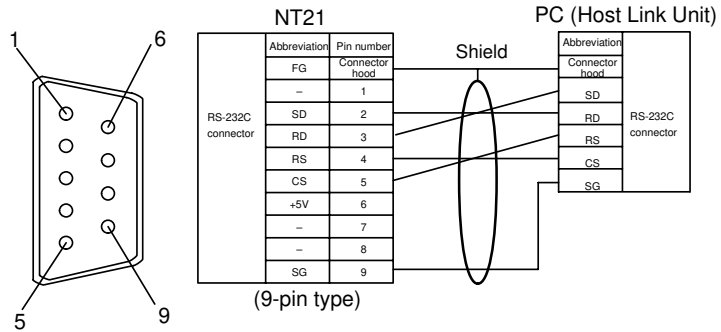 NT21
PC (Host Link Unit)
1
6
5
9
RS-232C
connector
Abbreviation Pin number
FG Connector hood
– 1
SD 2
RD 3
RS 4
CS 5
+5V 6
– 7
– 8
SG 9
(9-pin type)
Shield
Abbreviation
Connector
hood
SD
RD
RS
CS
SG
RS-232C
connector